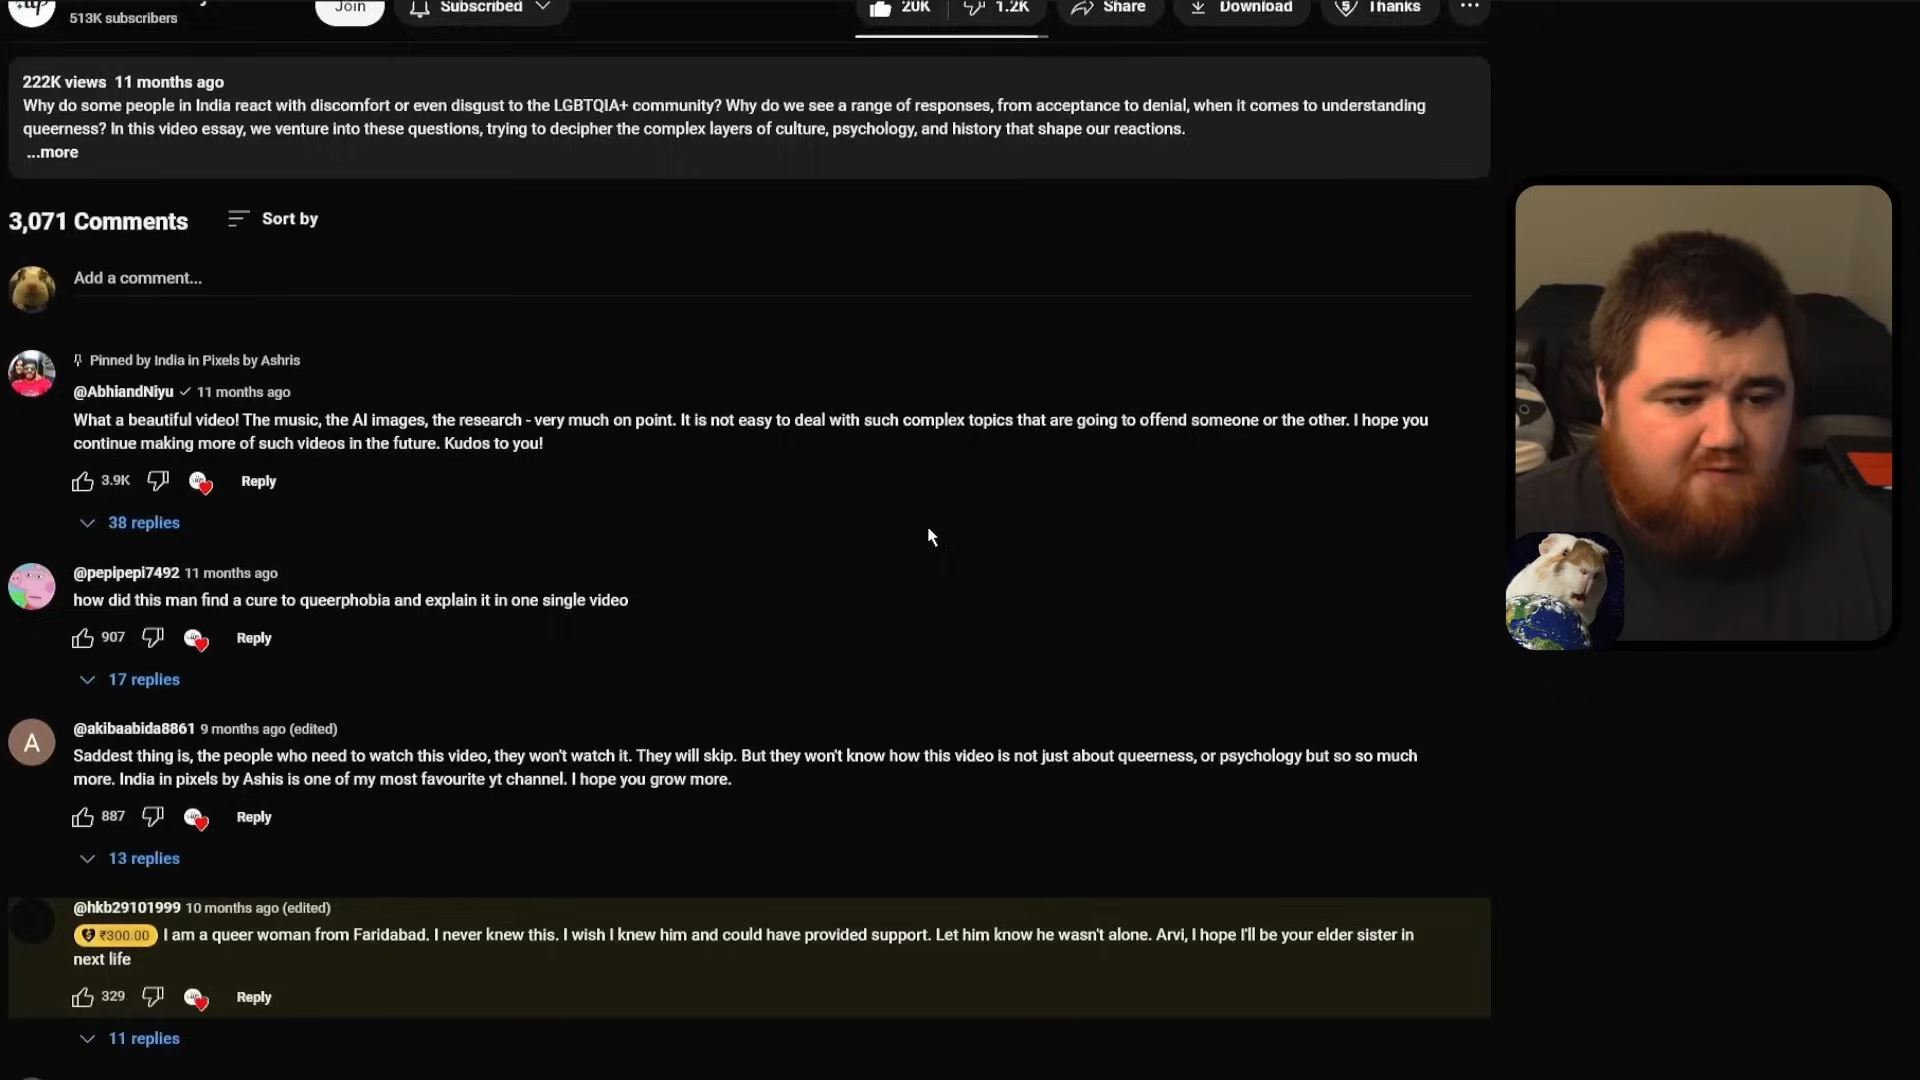 513K subscribers
Join
Subscribed
20K
1.2K
Share
Download
Thanks
222K views 11 months ago
Why do some people in India react with discomfort or even disgust to the LGBTQIA+ community? Why do we see a range of responses, from acceptance to denial, when it comes to understanding
queerness? In this video essay, we venture into these questions, trying to decipher the complex layers of culture, psychology, and history that shape our reactions.
...more
3,071 Comments
Sort by
Add a comment...
Pinned by India in Pixels by Ashris
@AbhiandNiyu 11 months ago
What a beautiful video! The music, the AI images, the research - very much on point. It is not easy to deal with such complex topics that are going to offend someone or the other. I hope you
continue making more of such videos in the future. Kudos to you!
3.9K
Reply
38 replies
@pepipepi7492 11 months ago
how did this man find a cure to queerphobia and explain it in one single video
907
Reply
17 replies
A
@akibaabida8861 9 months ago (edited)
Saddest thing is, the people who need to watch this video, they won't watch it. They will skip. But they won't know how this video is not just about queerness, or psychology but so so much
more. India in pixels by Ashis is one of my most favourite yt channel. I hope you grow more.
887
Reply
13 replies
@hkb29101999 10 months ago (edited)
₹300.00 I am a queer woman from Faridabad. I never knew this. I wish I knew him and could have provided support. Let him know he wasn't alone. Arvi, I hope I'll be your elder sister in
next life
329
Reply
11 replies